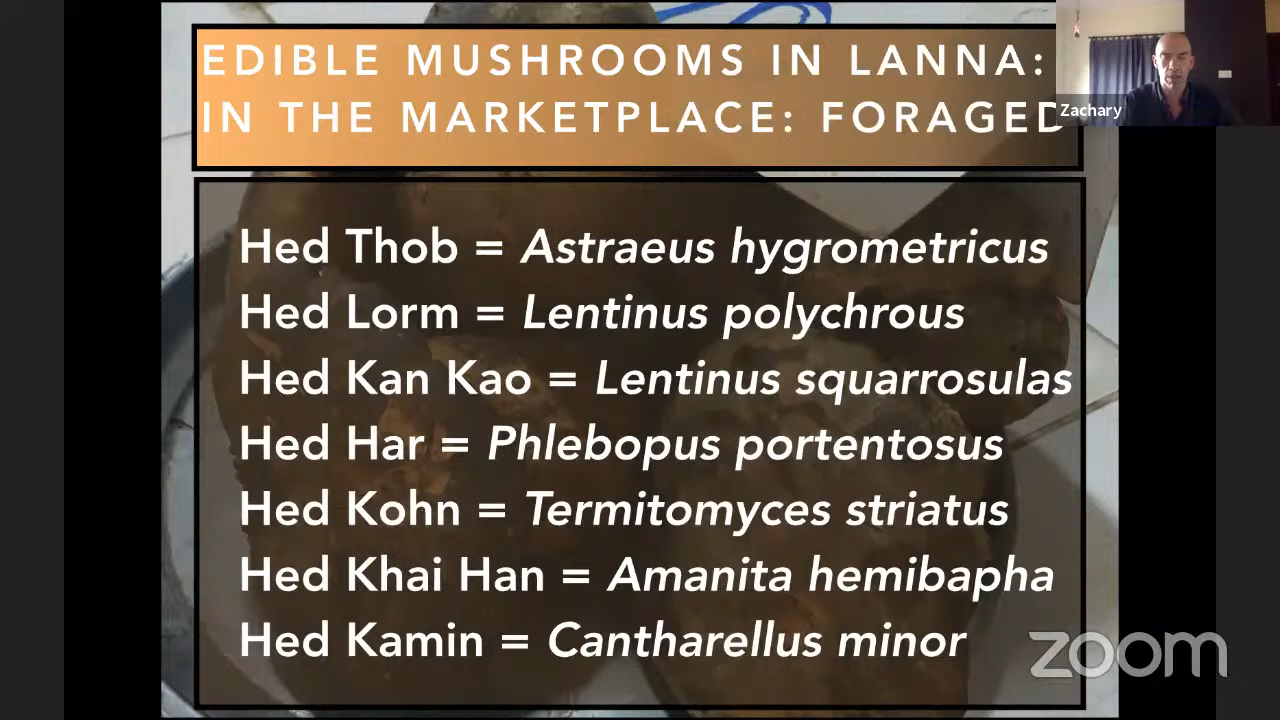 EDIBLE MUSHROOMS IN LANNA:
IN THE MARKETPLACE: FORAGED
Zachary
Hed Thob = Astraeus hygrometricus
Hed Lorm = Lentinus polychrous
Hed Kan Kao = Lentinus squarrosulas
Hed Har = Phlebopus portentosus
Hed Kohn = Termitomyces striatus
Hed Khai Han = Amanita hemibapha
Hed Kamin = Cantharellus minor
zoom